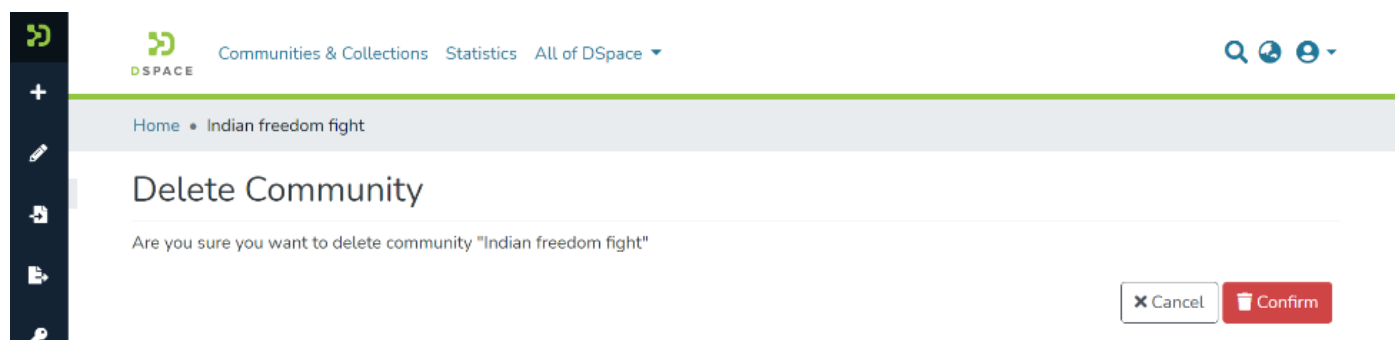 DSPACE
Communities & Collections Statistics All of DSpace
Home • Indian freedom fight
Delete Community
Are you sure you want to delete community "Indian freedom fight"
Cancel Confirm